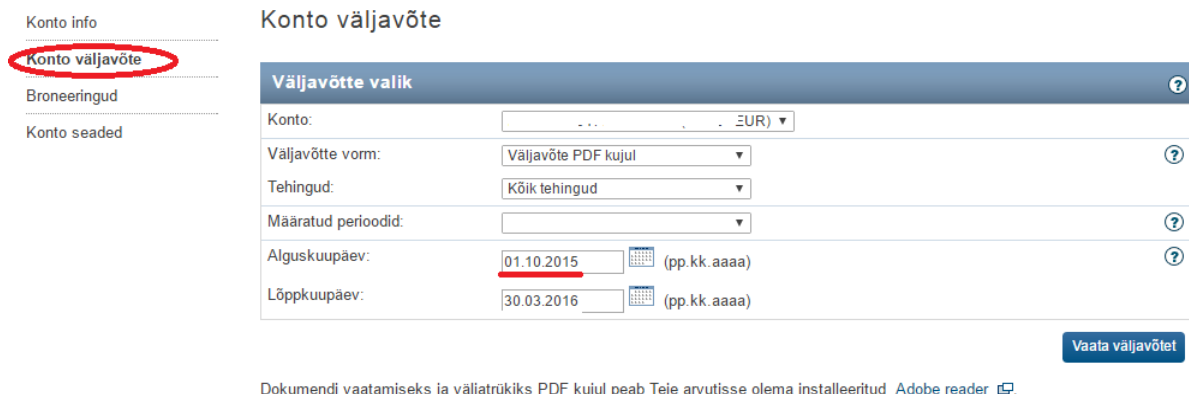 Konto info
Konto väljavõte
Broneeringud
Konto seaded
Konto väljavõte
Väljavõtte valik ?
Konto: EUR)
Väljavõtte vorm: Väljavõte PDF kujul ?
Tehingud: Kõik tehingud
Määratud perioodid: ?
Alguskuupäev: 01.10.2015 (pp.kk.aaaa) ?
Lõppkuupäev: 30.03.2016 (pp.kk.aaaa)
Vaata väljavõtet
Dokumendi vaatamiseks ja väljatrükiks PDF kujul peab Teie arvutisse olema installeeritud Adobe reader